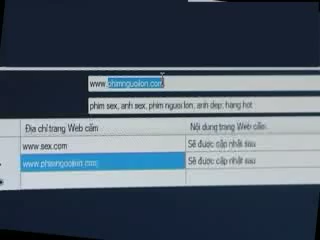 www.phimnguoilon.com
phim sex, anh sex, phim nguoi lon, anh dep, hang hot
Địa chỉ trang Web cấm Nội dung trang Web cấm
www.sex.com Sẽ được cập nhật sau
www.phimnguoilon.com Sẽ được cập nhật sau